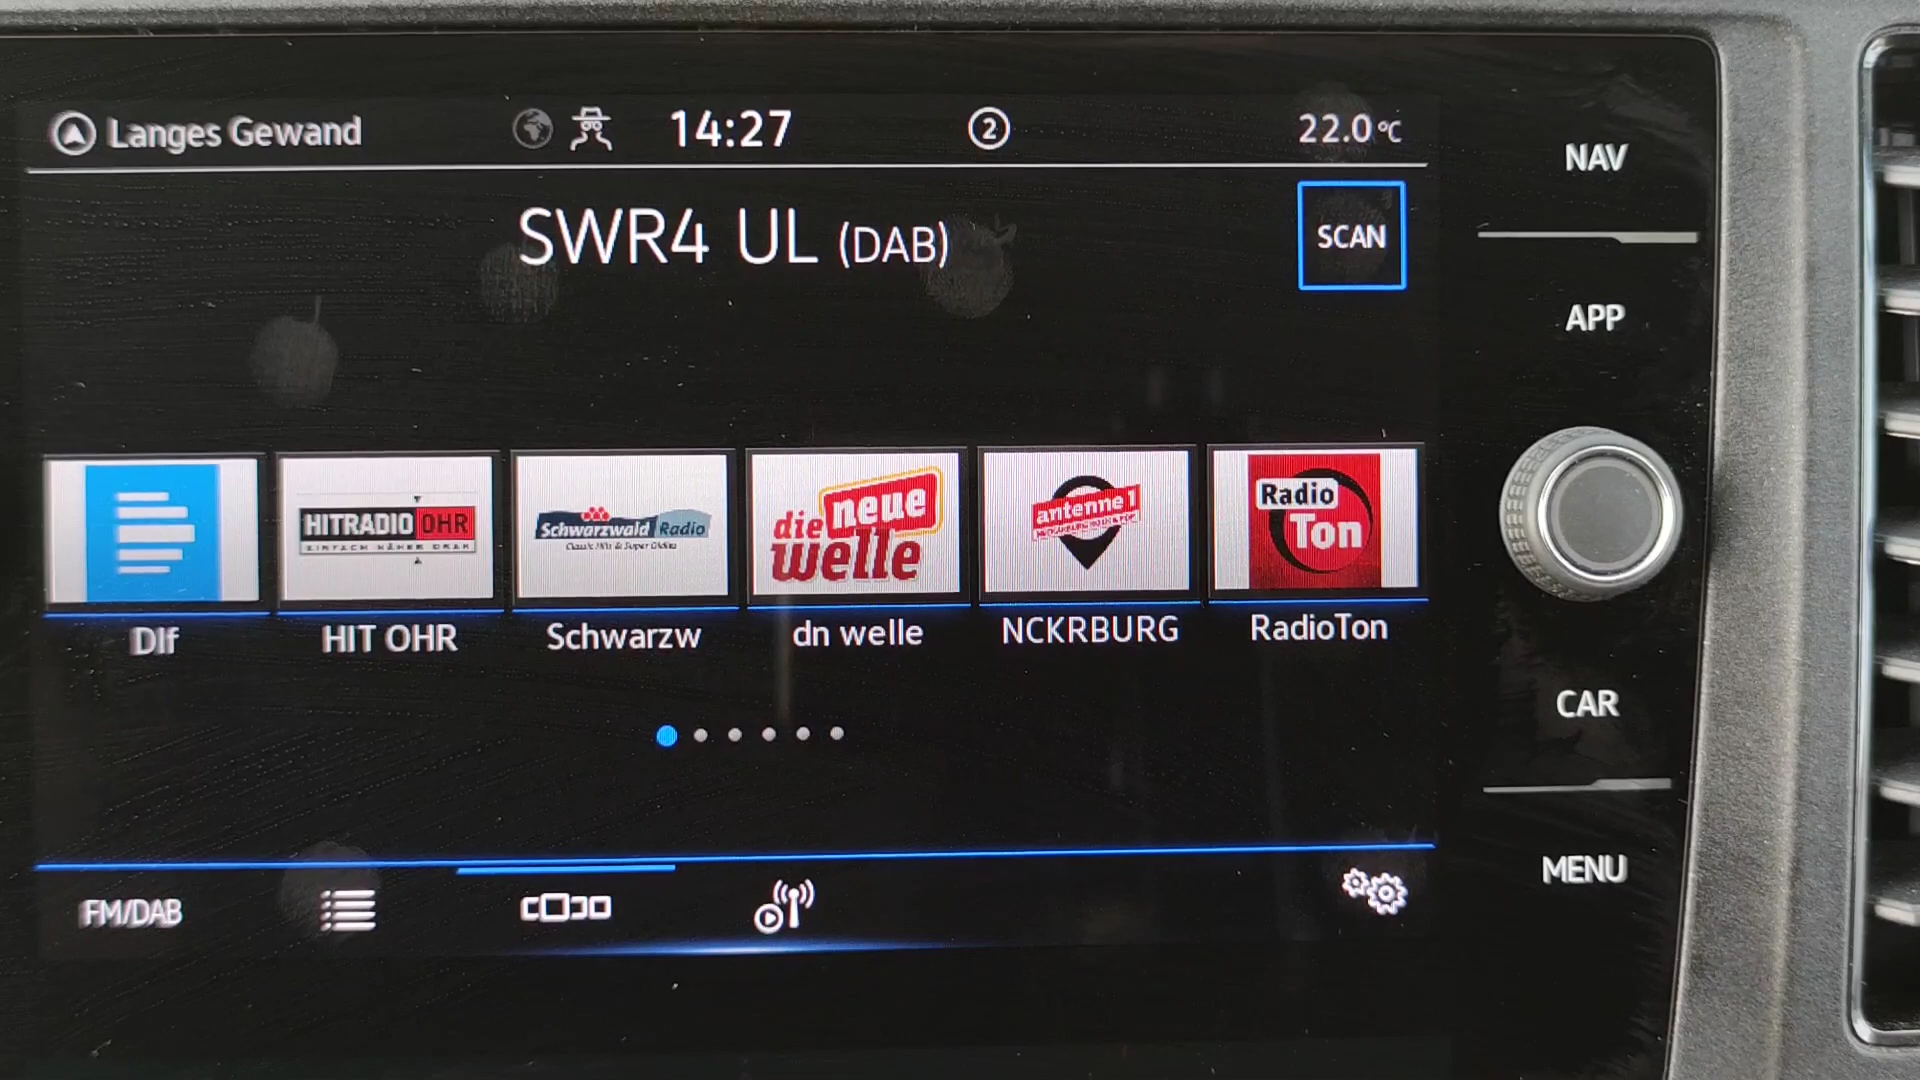 Langes Gewand 14:27 2 22.0°C
NAV
SWR4 UL (DAB)
SCAN
APP
HITRADIO OHR
EINFACH NÄHER DRAN
Schwarzwald Radio
Classic Hits & Super Oldies
die neue
welle
antenne 1
Radio
Ton
Dlf
HIT OHR
Schwarzw
dn welle
NCKRBURG
RadioTon
CAR
MENU
FM/DAB